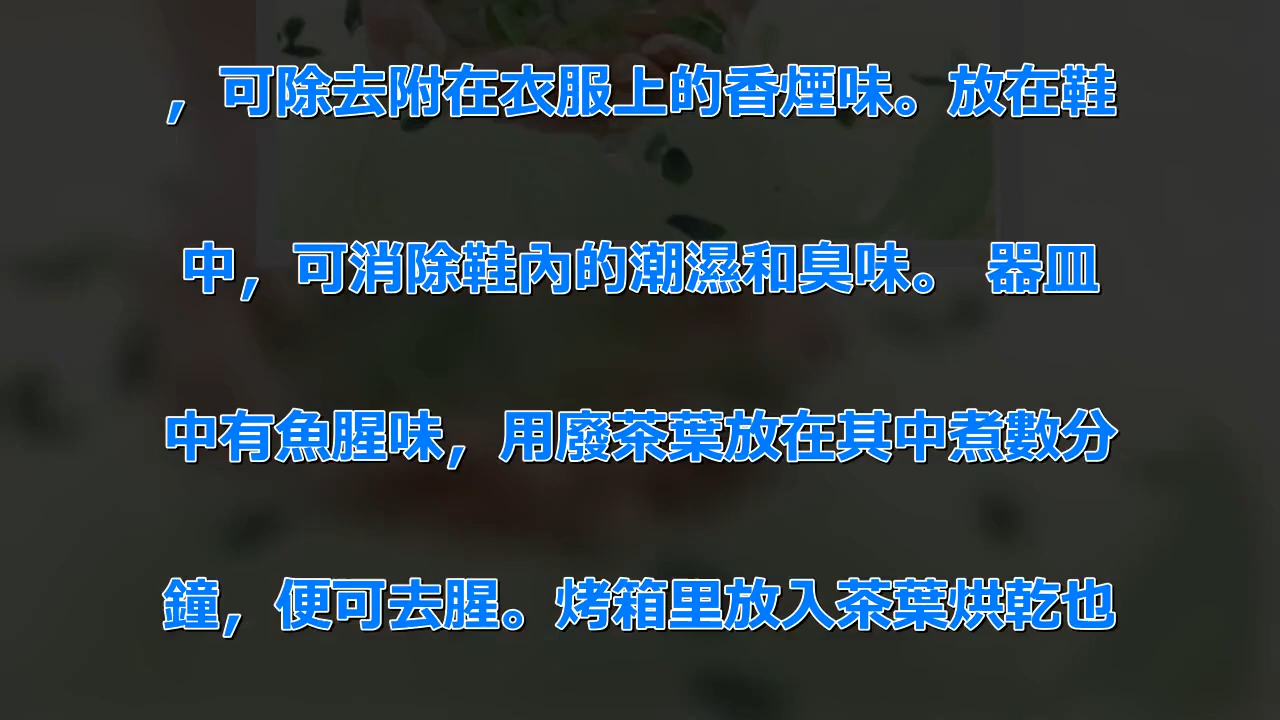 ，可除去附在衣服上的香煙味。放在鞋
中，可消除鞋內的潮濕和臭味。 器皿
中有魚腥味，用廢茶葉放在其中煮數分
鐘，便可去腥。烤箱里放入茶葉烘乾也